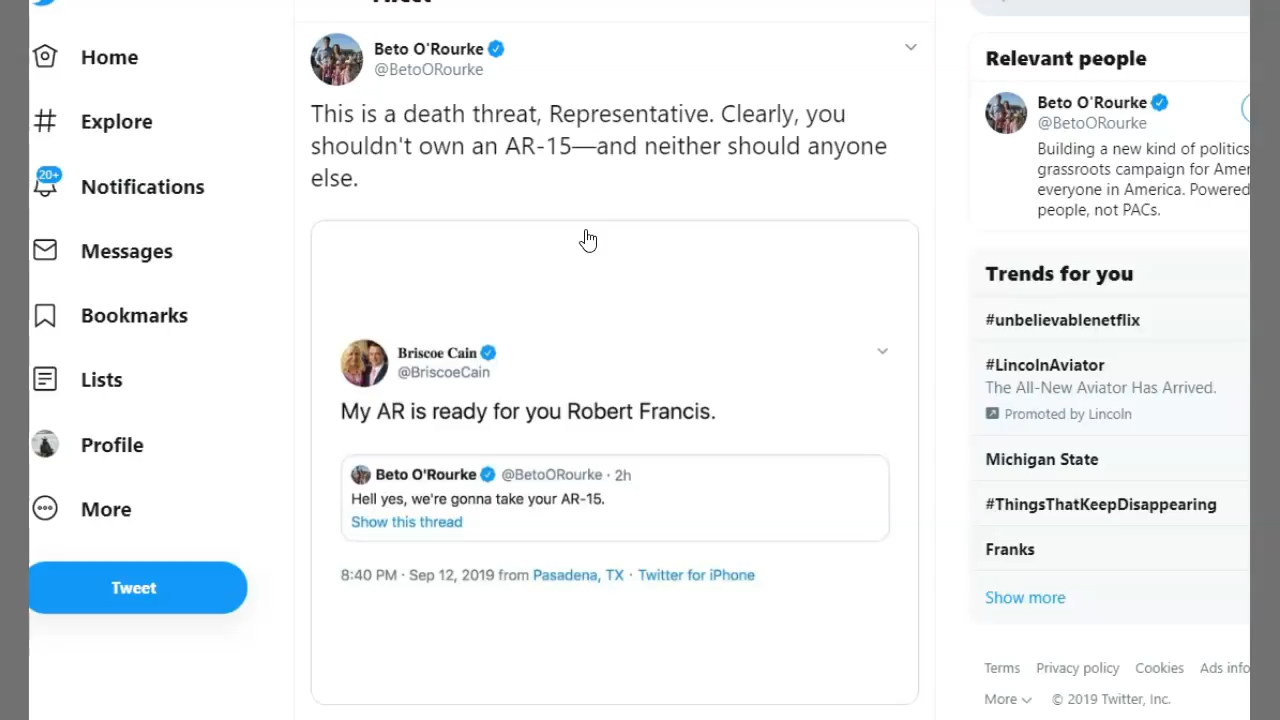 Home
Explore
20+
Notifications
Messages
Bookmarks
Lists
Profile
More
Tweet
Tweet
Beto O'Rourke
@BetoORourke
This is a death threat, Representative. Clearly, you
shouldn't own an AR-15—and neither should anyone
else.
Briscoe Cain
@BriscoeCain
My AR is ready for you Robert Francis.
Beto O'Rourke @BetoORourke · 2h
Hell yes, we're gonna take your AR-15.
Show this thread
8:40 PM · Sep 12, 2019 from Pasadena, TX · Twitter for iPhone
Relevant people
Beto O'Rourke
@BetoORourke
Building a new kind of politics
grassroots campaign for Amer
everyone in America. Powered
people, not PACs.
Trends for you
#unbelievablenetflix
#LincolnAviator
The All-New Aviator Has Arrived.
Promoted by Lincoln
Michigan State
#ThingsThatKeepDisappearing
Franks
Show more
Terms Privacy policy Cookies Ads info
More © 2019 Twitter, Inc.